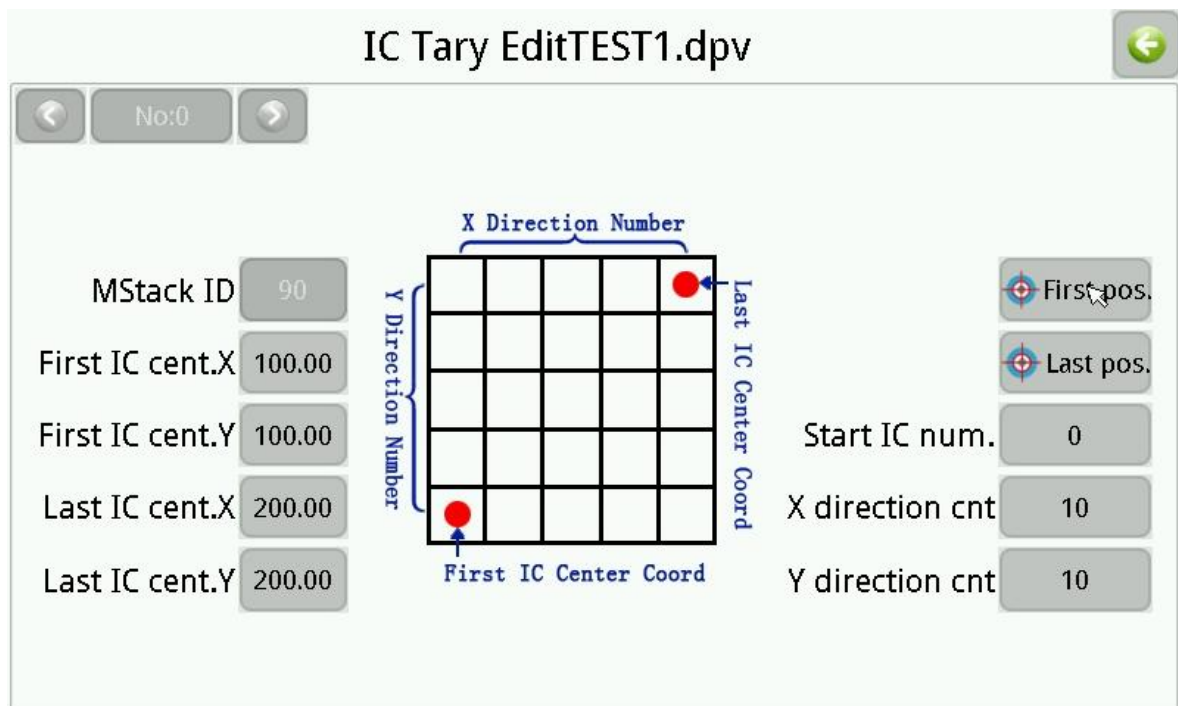 IC Tary EditTEST1.dpv
No:0
X Direction Number
Y Direction Number
Last IC Center Coord
First IC Center Coord
MStack ID 90
First IC cent.X 100.00
First IC cent.Y 100.00
Last IC cent.X 200.00
Last IC cent.Y 200.00
First pos.
Last pos.
Start IC num. 0
X direction cnt 10
Y direction cnt 10